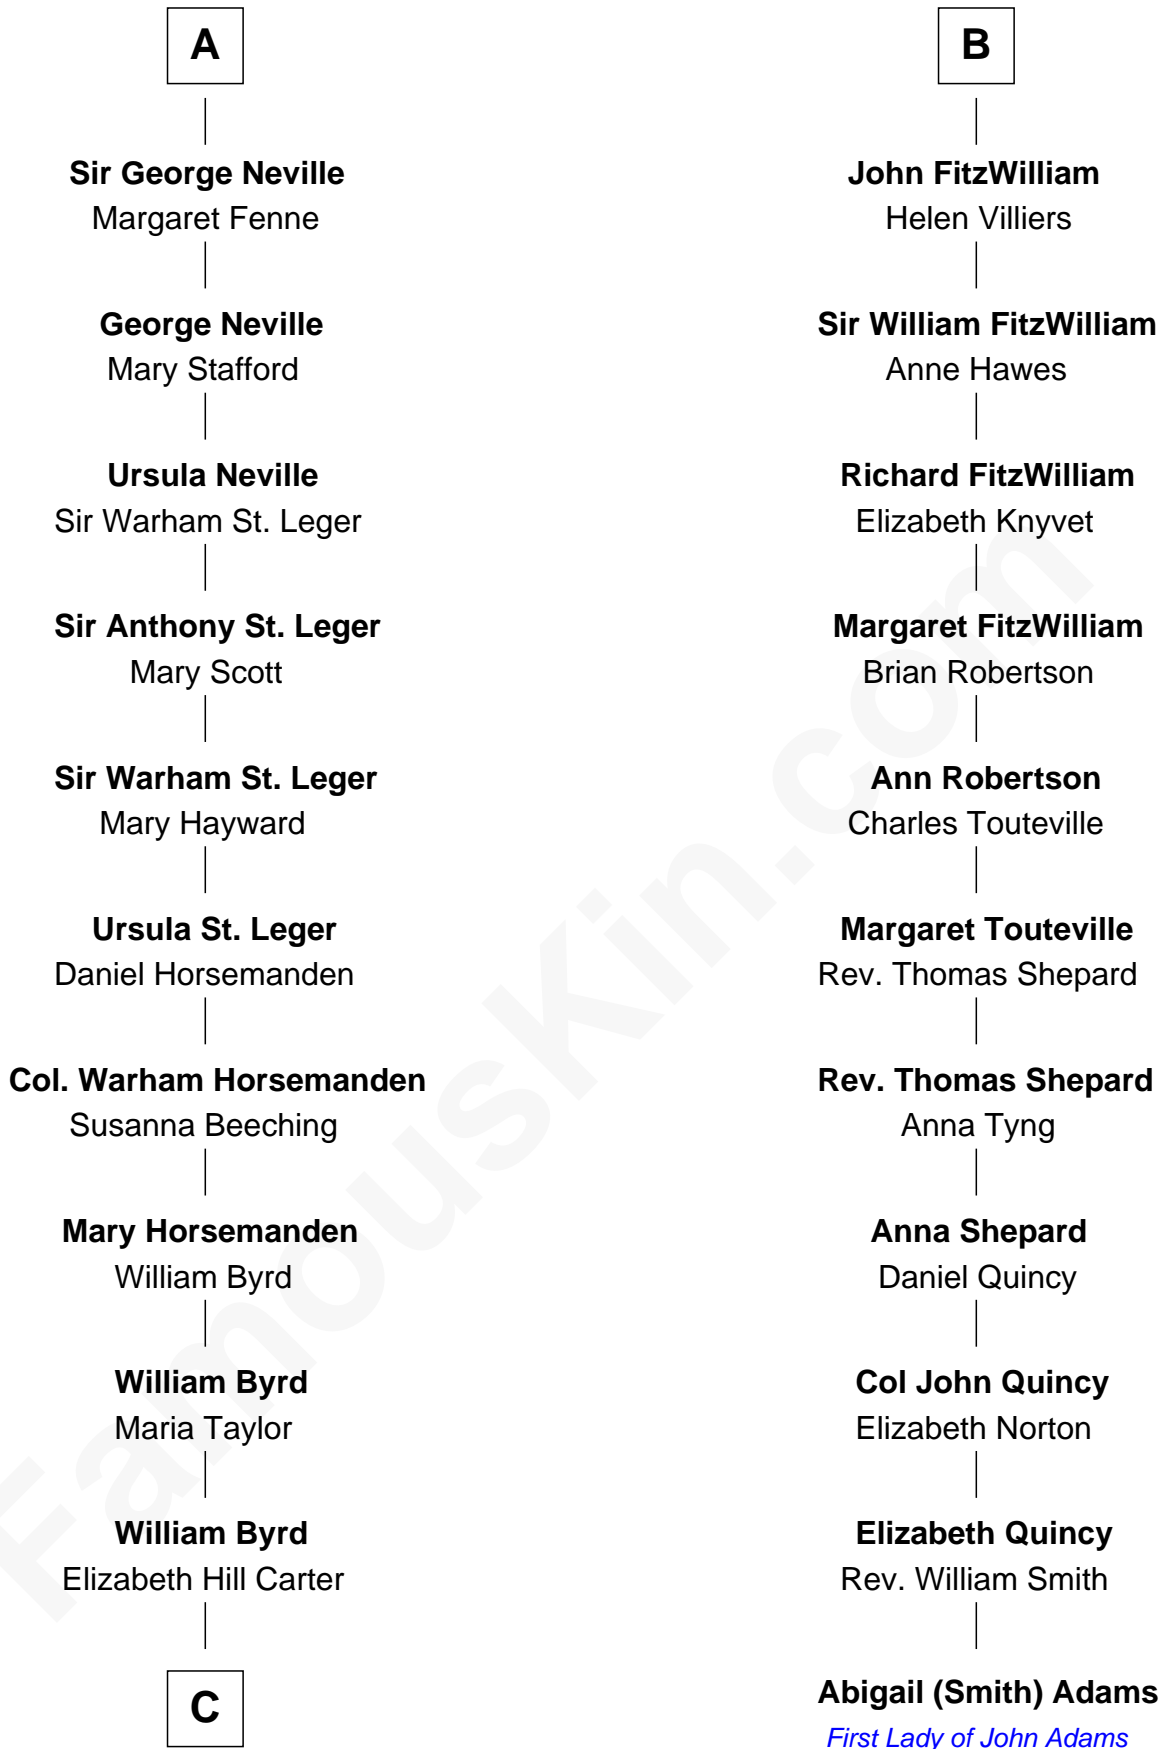 A
Sir George Neville
Margaret Fenne
George Neville
Mary Stafford
Ursula Neville
Sir Warham St. Leger
Sir Anthony St. Leger
Mary Scott
Sir Warham St. Leger
Mary Hayward
Ursula St. Leger
Daniel Horsemanden
Col. Warham Horsemanden
Susanna Beeching
Mary Horsemanden
William Byrd
William Byrd
Maria Taylor
William Byrd
Elizabeth Hill Carter
C
B
John FitzWilliam
Helen Villiers
Sir William FitzWilliam
Anne Hawes
Richard FitzWilliam
Elizabeth Knyvet
Margaret FitzWilliam
Brian Robertson
Ann Robertson
Charles Touteville
Margaret Touteville
Rev. Thomas Shepard
Rev. Thomas Shepard
Anna Tyng
Anna Shepard
Daniel Quincy
Col John Quincy
Elizabeth Norton
Elizabeth Quincy
Rev. William Smith
Abigail (Smith) Adams
First Lady of John Adams
FamousKin.com